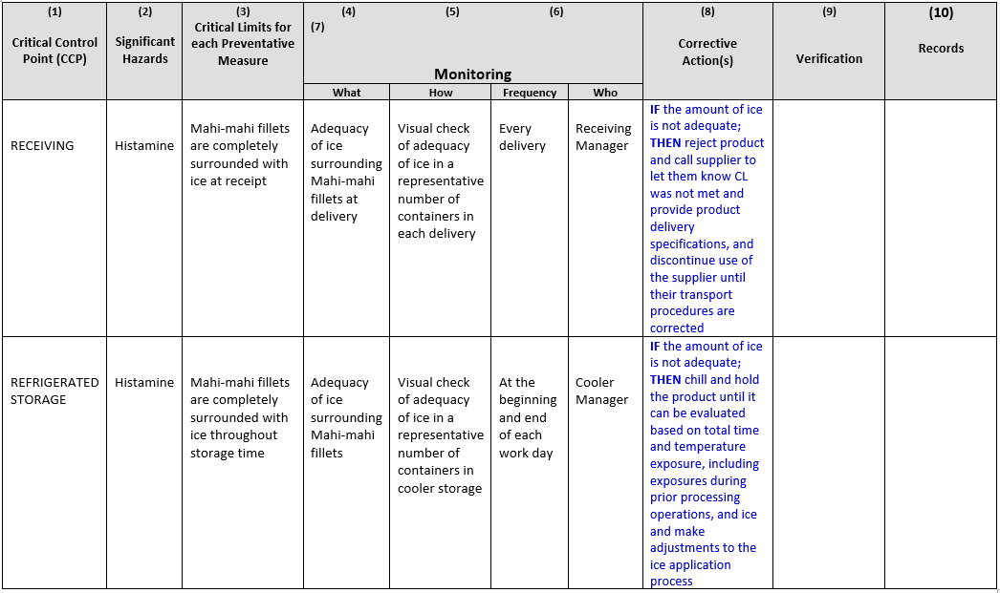 (1)
Critical Control
Point (CCP)
(2)
Significant
Hazards
(3)
Critical Limits for
each Preventative
Measure
(4) (5) (6)
(7)
Monitoring
What
How
Frequency
Who
(8)
Corrective
Action(s)
(9)
Verification
(10)
Records
RECEIVING
Histamine
Mahi-mahi fillets
are completely
surrounded with
ice at receipt
Adequacy
of ice
surrounding
Mahi-mahi
fillets at
delivery
Visual check
of adequacy
of ice in a
representative
number of
containers in
each delivery
Every
delivery
Receiving
Manager
IF the amount of ice
is not adequate;
THEN reject product
and call supplier to
let them know CL
was not met and
provide product
delivery
specifications, and
discontinue use of
the supplier until
their transport
procedures are
corrected
REFRIGERATED
STORAGE
Histamine
Mahi-mahi fillets
are completely
surrounded with
ice throughout
storage time
Adequacy
of ice
surrounding
Mahi-mahi
fillets
Visual check
of adequacy
of ice in a
representative
number of
containers in
cooler storage
At the
beginning
and end
of each
work day
Cooler
Manager
IF the amount of ice
is not adequate;
THEN chill and hold
the product until it
can be evaluated
based on total time
and temperature
exposure, including
exposures during
prior processing
operations, and ice
and make
adjustments to the
ice application
process